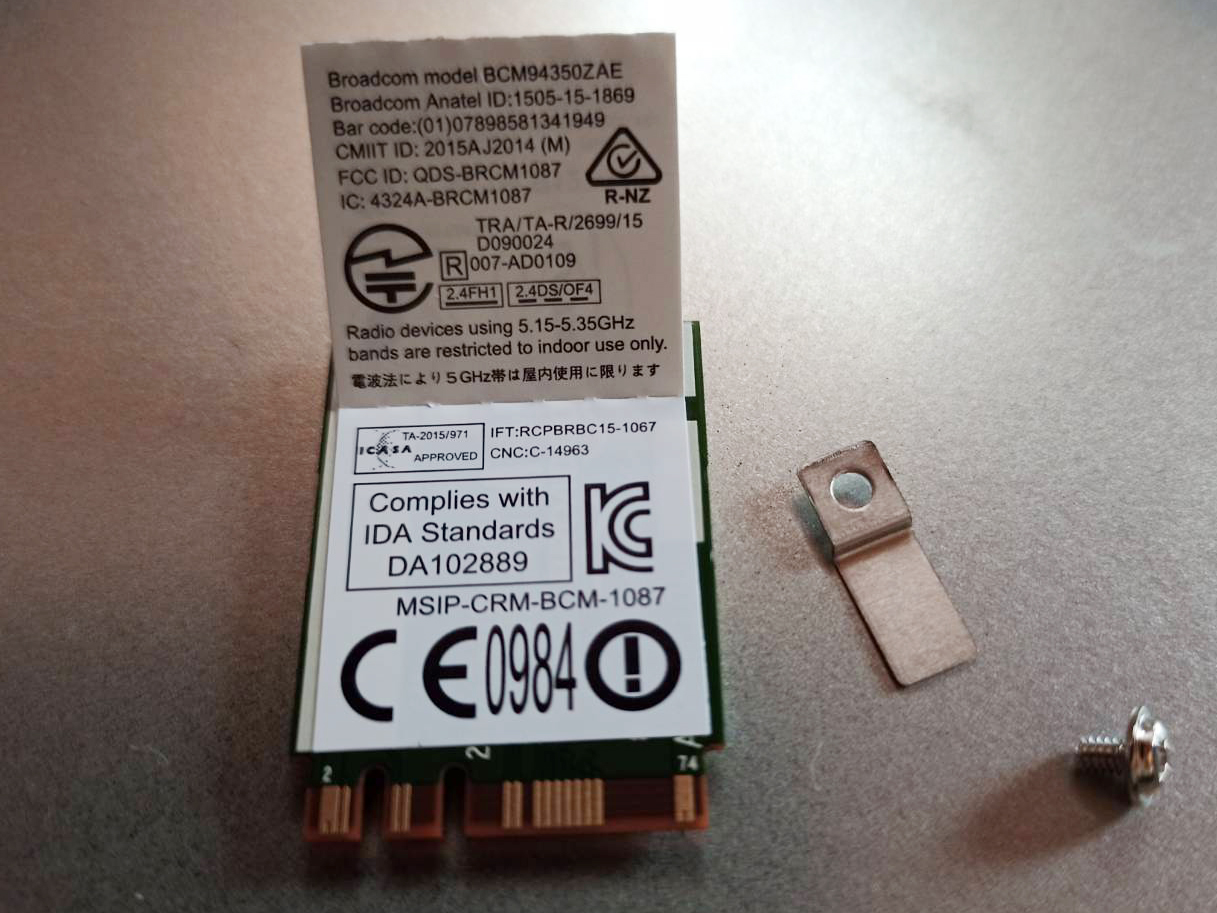 Broadcom model BCM94350ZAE
Broadcom Anatel ID:1505-15-1869
Bar code:(01)07898581341949
CMIIT ID: 2015AJ2014 (M)
FCC ID: QDS-BRCM1087
IC: 4324A-BRCM1087
R-NZ
TRA/TA-R/2699/15
D090024
R 007-AD0109
2.4FH1 2.4DS/OF4
Radio devices using 5.15-5.35GHz
bands are restricted to indoor use only.
電波法により5GHz帯は屋内使用に限ります
TA-2015/971
ICASA
APPROVED
IFT:RCPBRBC15-1067
CNC:C-14963
Complies with
IDA Standards
DA102889
KC
MSIP-CRM-BCM-1087
CE0984!
2
2
A
74